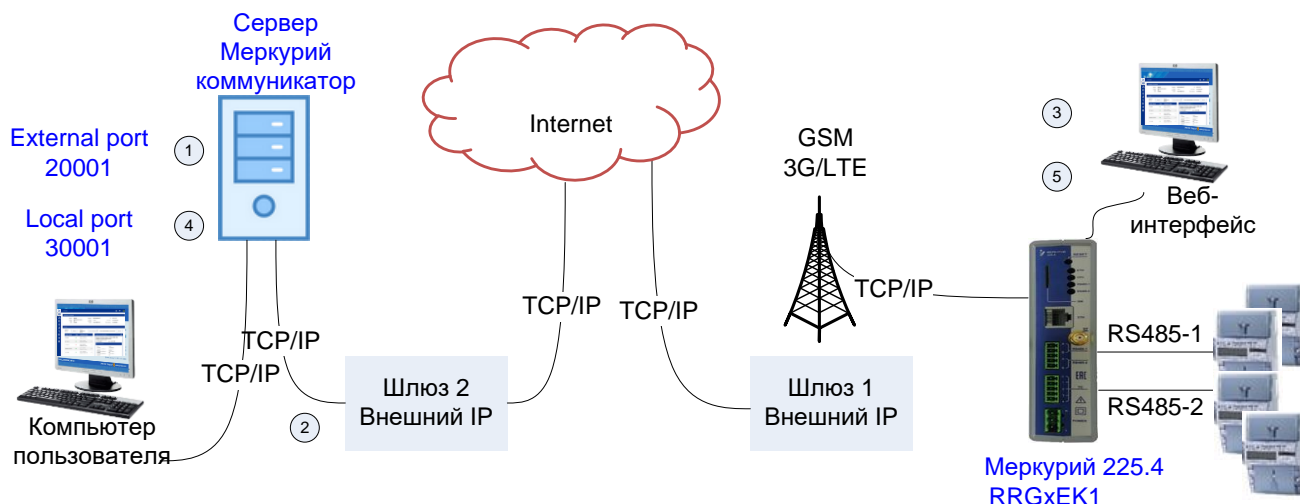 Сервер
Меркурий
коммуникатор
External port
20001
1
Local port
30001
4
Internet
GSM
3G/LTE
3
5
Веб-
интерфейс
TCP/IP
TCP/IP
TCP/IP
TCP/IP
TCP/IP
RS485-1
RS485-2
Шлюз 2
Внешний IP
2
Шлюз 1
Внешний IP
Компьютер
пользователя
Меркурий 225.4
RRGxEK1